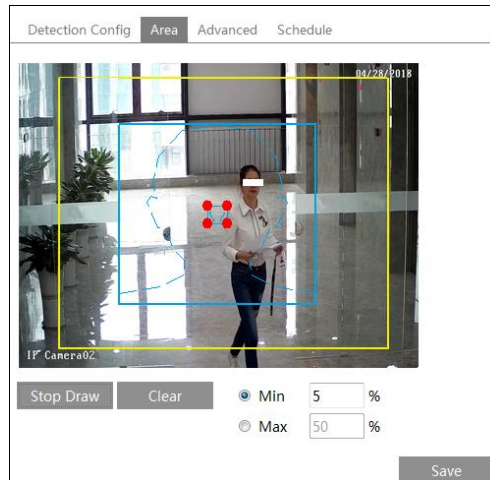 Detection Config Area Advanced Schedule
04/28/2018
IP Camera02
Stop Draw Clear Min 5 %
Max 50 %
Save